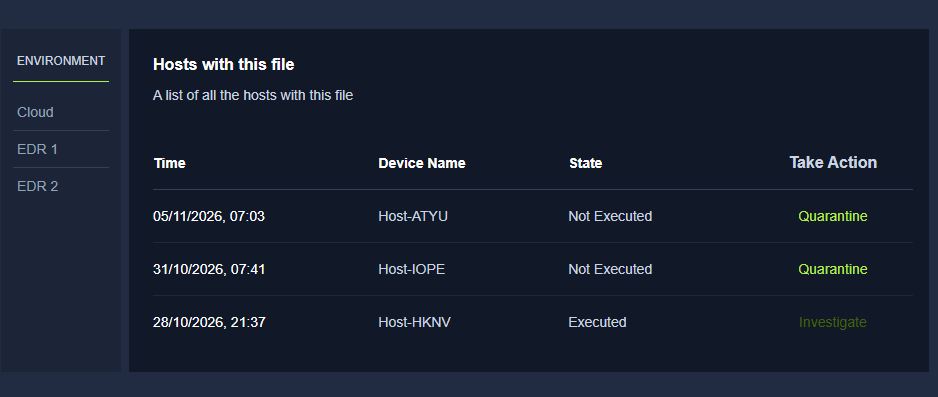 ENVIRONMENT
Cloud
EDR 1
EDR 2
Hosts with this file
A list of all the hosts with this file
Time Device Name State Take Action
05/11/2026, 07:03 Host-ATYU Not Executed Quarantine
31/10/2026, 07:41 Host-IOPE Not Executed Quarantine
28/10/2026, 21:37 Host-HKNV Executed Investigate